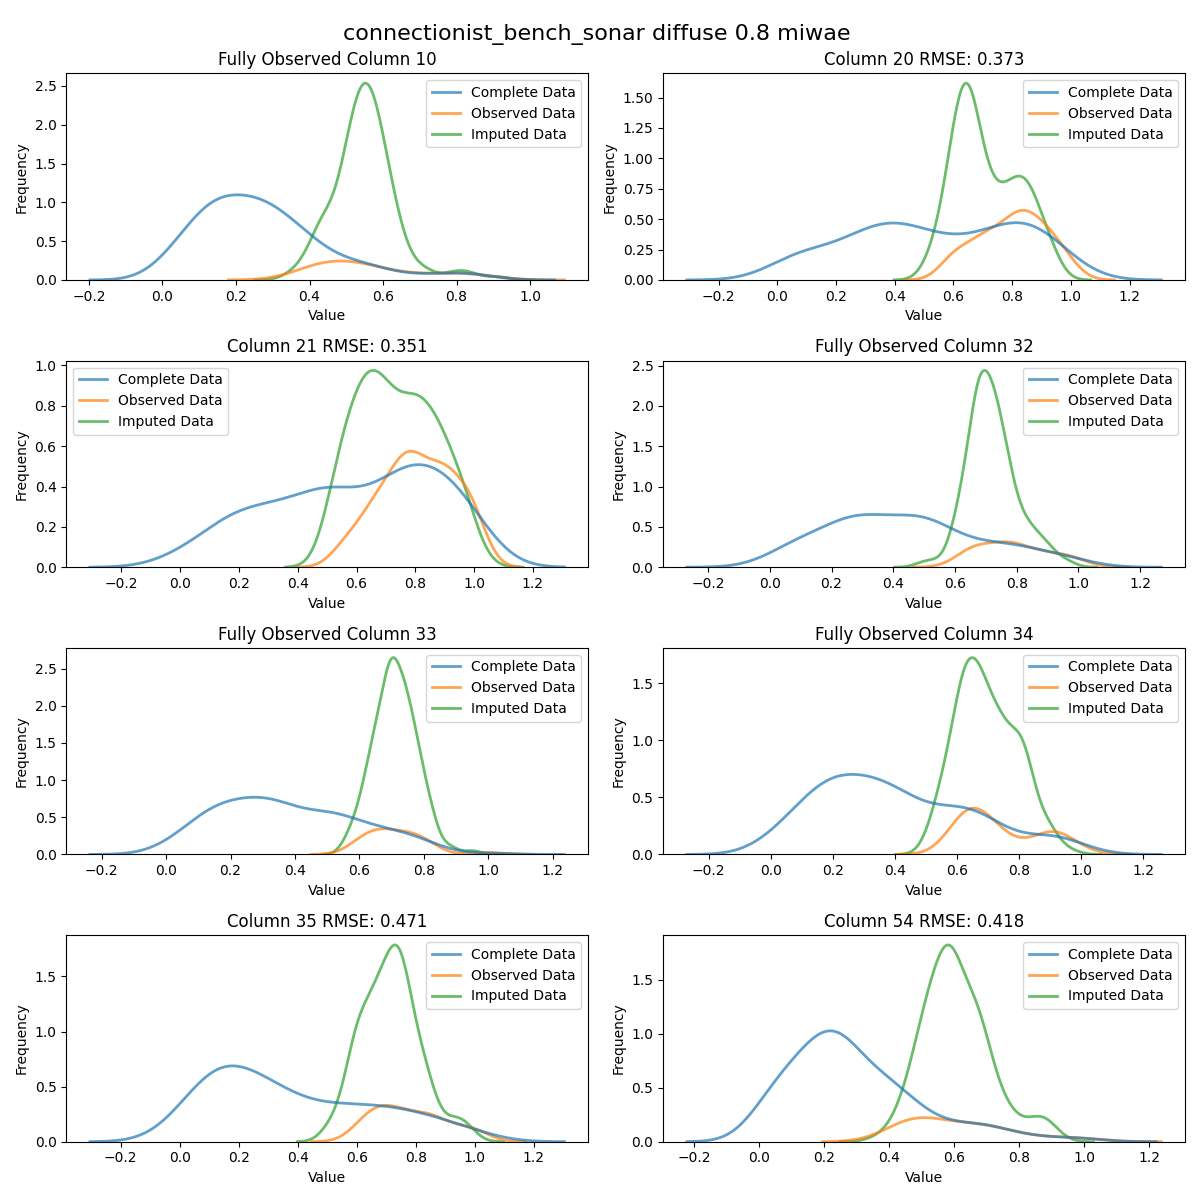 connectionist_bench_sonar diffuse 0.8 miwae
Fully Observed Column 10
Frequency
2.5
2.0
1.5
1.0
0.5
0.0
Complete Data
Observed Data
Imputed Data
−0.2 0.0 0.2 0.4 0.6 0.8 1.0
Value
Column 20 RMSE: 0.373
Frequency
1.50
1.25
1.00
0.75
0.50
0.25
0.00
Complete Data
Observed Data
Imputed Data
−0.2 0.0 0.2 0.4 0.6 0.8 1.0 1.2
Value
Column 21 RMSE: 0.351
Frequency
1.0
0.8
0.6
0.4
0.2
0.0
Complete Data
Observed Data
Imputed Data
−0.2 0.0 0.2 0.4 0.6 0.8 1.0 1.2
Value
Fully Observed Column 32
Frequency
2.5
2.0
1.5
1.0
0.5
0.0
Complete Data
Observed Data
Imputed Data
−0.2 0.0 0.2 0.4 0.6 0.8 1.0 1.2
Value
Fully Observed Column 33
Frequency
2.5
2.0
1.5
1.0
0.5
0.0
Complete Data
Observed Data
Imputed Data
−0.2 0.0 0.2 0.4 0.6 0.8 1.0 1.2
Value
Fully Observed Column 34
Frequency
1.5
1.0
0.5
0.0
Complete Data
Observed Data
Imputed Data
−0.2 0.0 0.2 0.4 0.6 0.8 1.0 1.2
Value
Column 35 RMSE: 0.471
Frequency
1.5
1.0
0.5
0.0
Complete Data
Observed Data
Imputed Data
−0.2 0.0 0.2 0.4 0.6 0.8 1.0 1.2
Value
Column 54 RMSE: 0.418
Frequency
1.5
1.0
0.5
0.0
Complete Data
Observed Data
Imputed Data
−0.2 0.0 0.2 0.4 0.6 0.8 1.0 1.2
Value